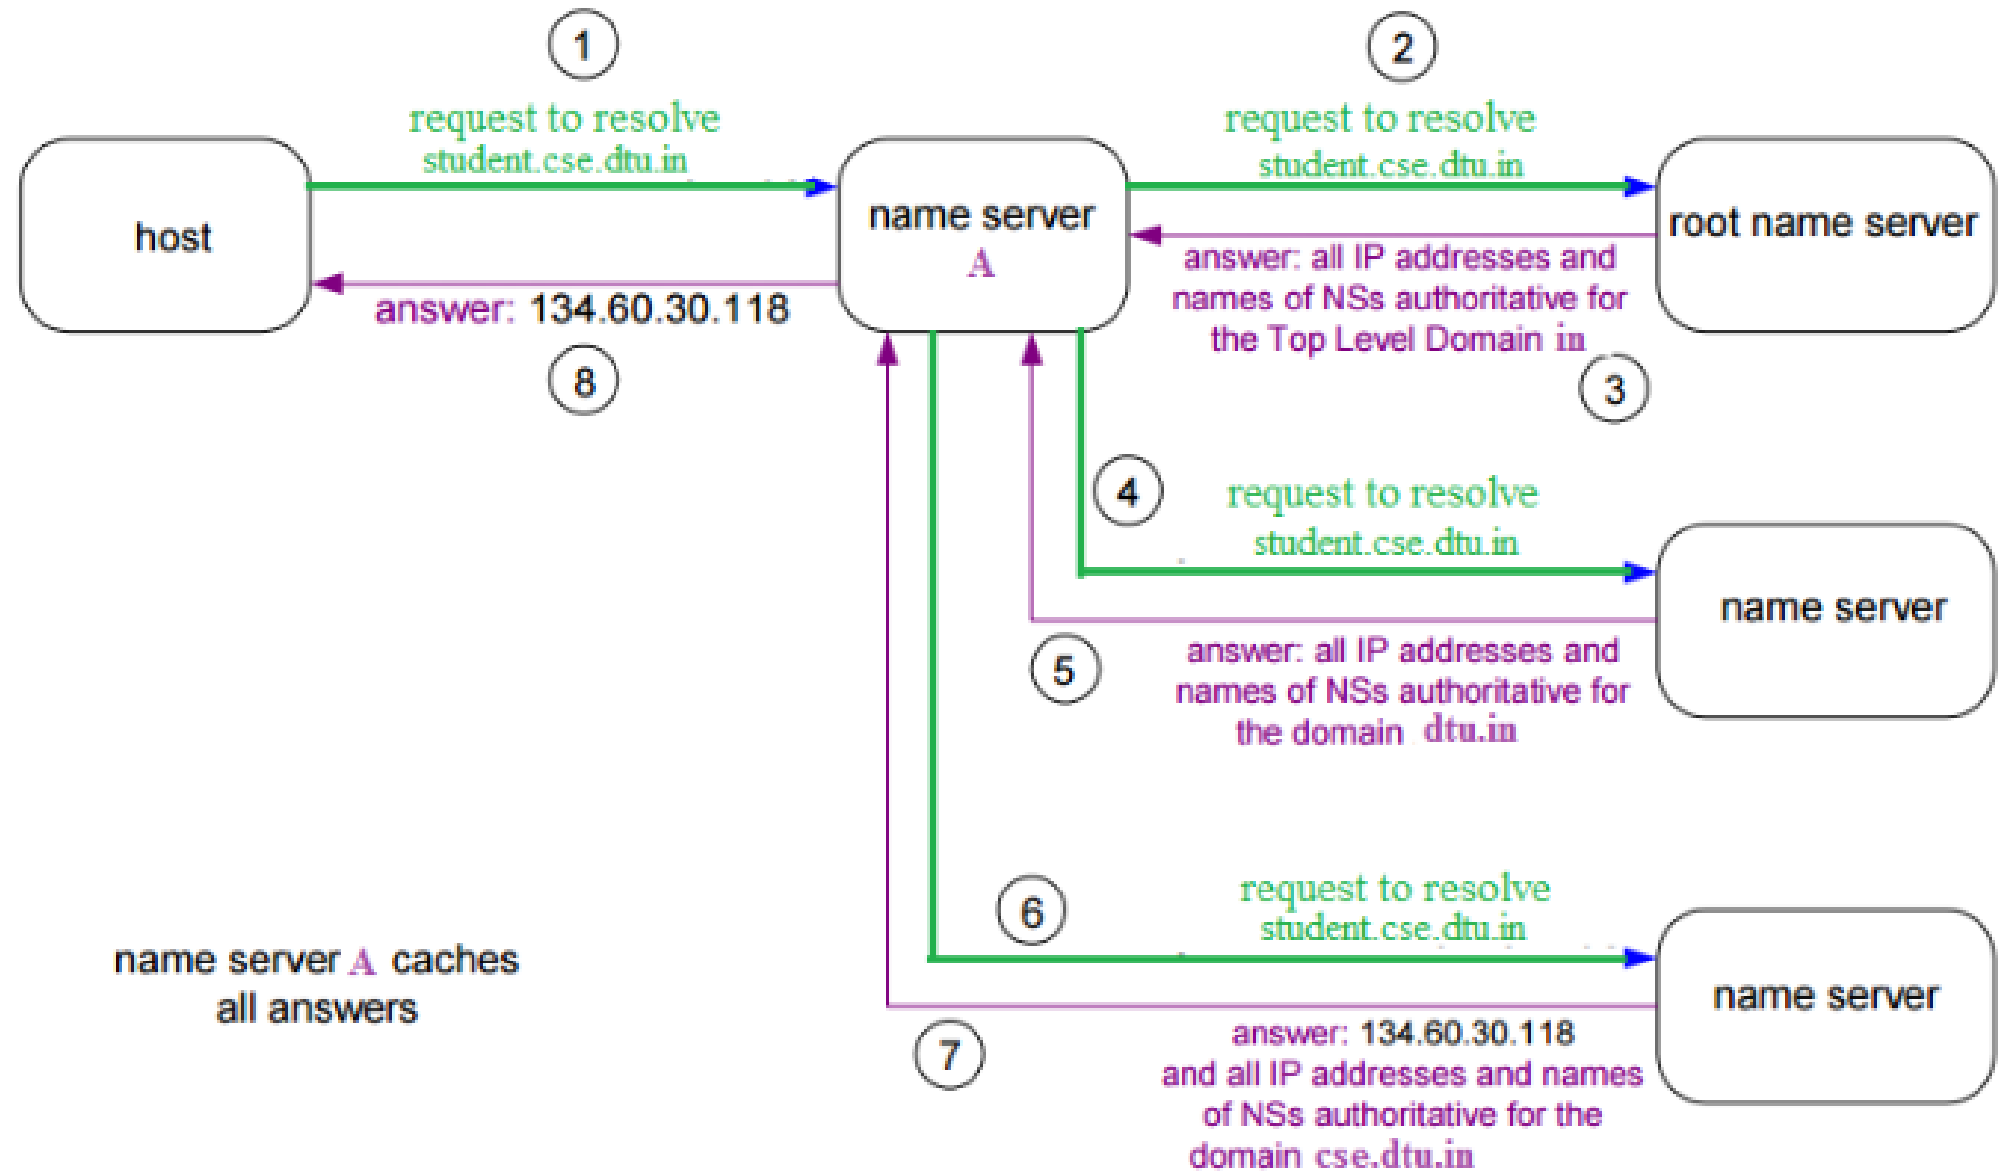 1
request to resolve
student.cse.dtu.in
2
request to resolve
student.cse.dtu.in
host
name server
A
root name server
answer: 134.60.30.118
8
answer: all IP addresses and
names of NSs authoritative for
the Top Level Domain in
3
4
request to resolve
student.cse.dtu.in
name server
5
answer: all IP addresses and
names of NSs authoritative for
the domain dtu.in
6
request to resolve
student.cse.dtu.in
name server
7
answer: 134.60.30.118
and all IP addresses and names
of NSs authoritative for the
domain cse.dtu.in
name server A caches
all answers